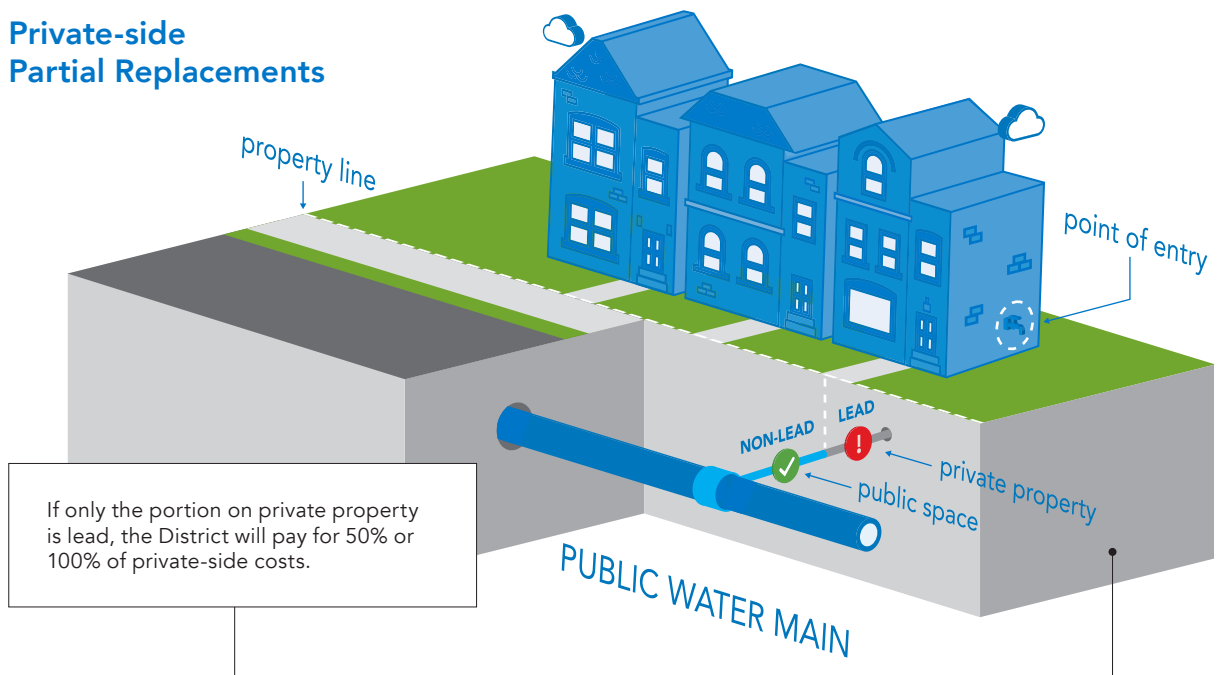 Private-side
Partial Replacements
property line
point of entry
NON-LEAD
LEAD
!
private property
public space
If only the portion on private property
is lead, the District will pay for 50% or
100% of private-side costs.
PUBLIC WATER MAIN